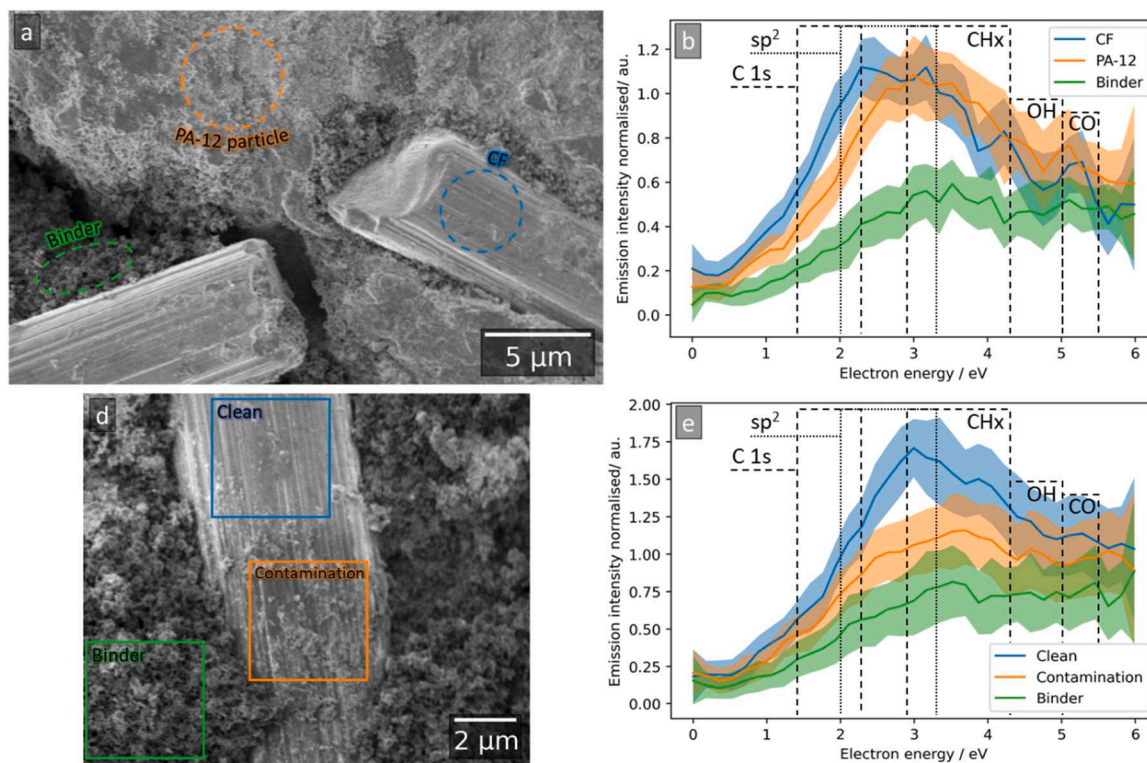 a
PA-12 particle
CF
Binder
5 μm
b
sp²
C 1s
CHx
OH
CO
CF
PA-12
Binder
Emission intensity normalised/ au.
1.2
1.0
0.8
0.6
0.4
0.2
0.0
0 1 2 3 4 5 6
Electron energy / eV
d
Clean
Contamination
Binder
2 μm
e
sp²
C 1s
CHx
OH
CO
Clean
Contamination
Binder
Emission intensity normalised/ au.
2.00
1.75
1.50
1.25
1.00
0.75
0.50
0.25
0.00
0 1 2 3 4 5 6
Electron energy / eV